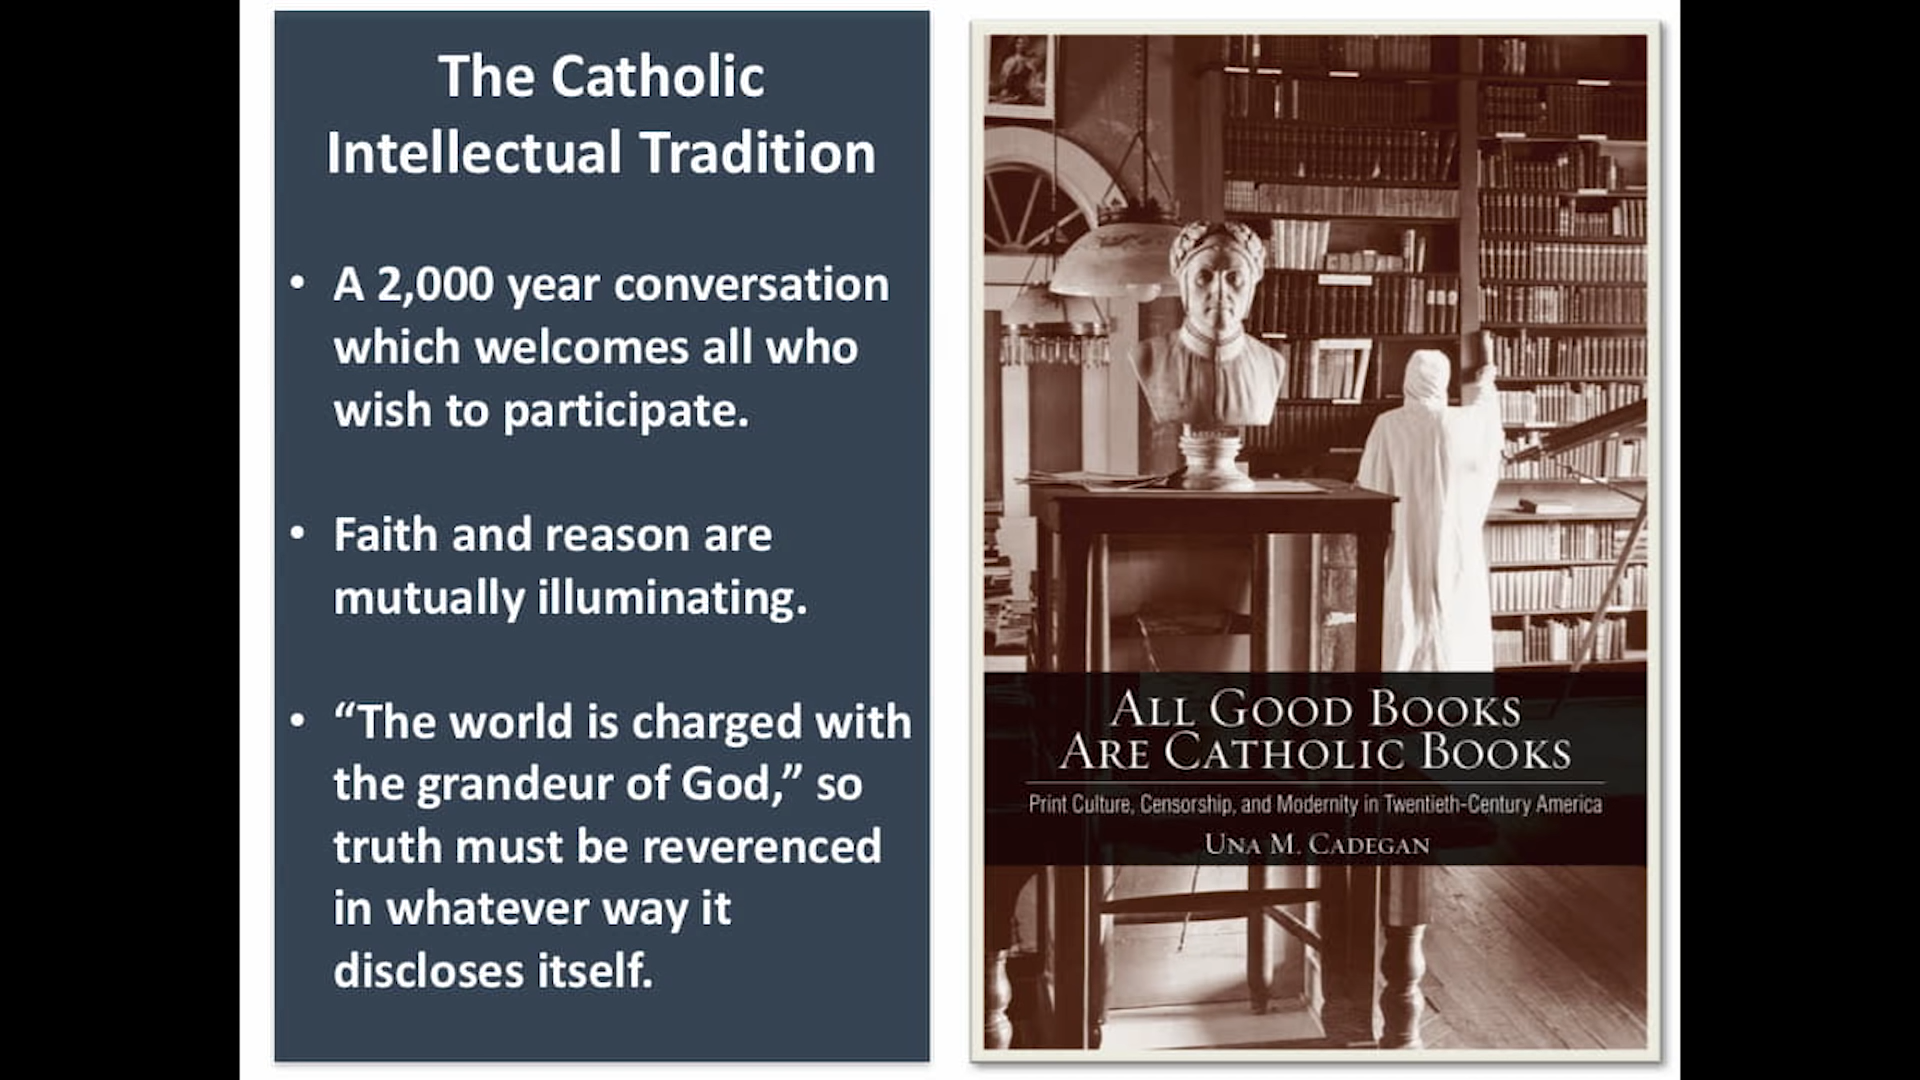 The Catholic
Intellectual Tradition
• A 2,000 year conversation
which welcomes all who
wish to participate.
• Faith and reason are
mutually illuminating.
• “The world is charged with
the grandeur of God,” so
truth must be reverenced
in whatever way it
discloses itself.
All Good Books
Are Catholic Books
Print Culture, Censorship, and Modernity in Twentieth-Century America
Una M. Cadegan